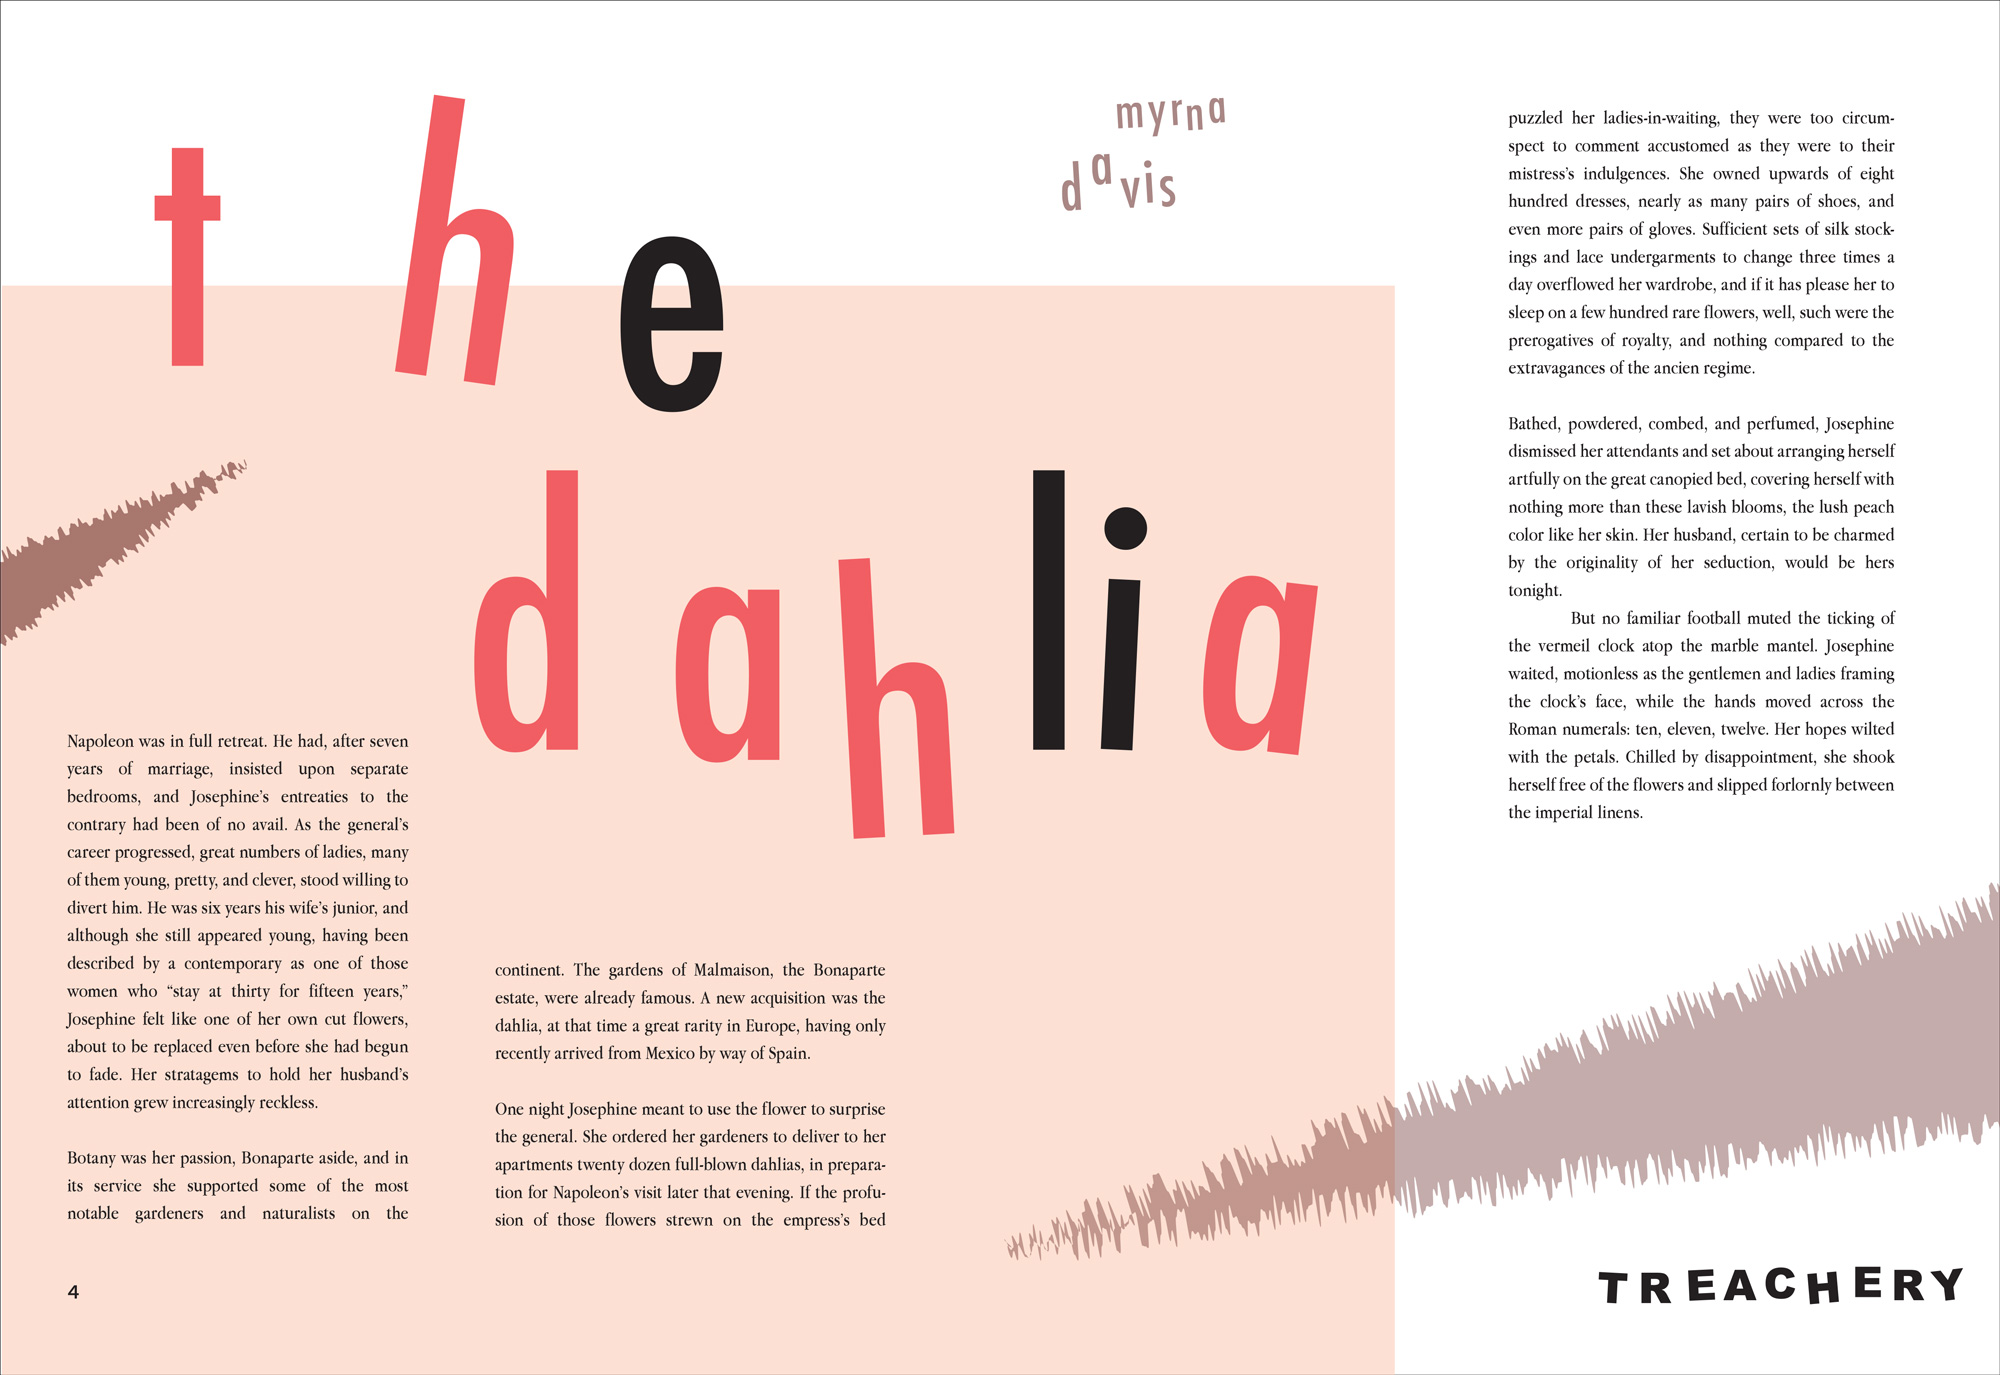 the
dahlia
myrna
davis
Napoleon was in full retreat. He had, after seven
years of marriage, insisted upon separate
bedrooms, and Josephine’s entreaties to the
contrary had been of no avail. As the general’s
career progressed, great numbers of ladies, many
of them young, pretty, and clever, stood willing to
divert him. He was six years his wife’s junior, and
although she still appeared young, having been
described by a contemporary as one of those
women who “stay at thirty for fifteen years,”
Josephine felt like one of her own cut flowers,
about to be replaced even before she had begun
to fade. Her stratagems to hold her husband’s
attention grew increasingly reckless.
Botany was her passion, Bonaparte aside, and in
its service she supported some of the most
notable gardeners and naturalists on the
continent. The gardens of Malmaison, the Bonaparte
estate, were already famous. A new acquisition was the
dahlia, at that time a great rarity in Europe, having only
recently arrived from Mexico by way of Spain.
One night Josephine meant to use the flower to surprise
the general. She ordered her gardeners to deliver to her
apartments twenty dozen full-blown dahlias, in prepara-
tion for Napoleon’s visit later that evening. If the profu-
sion of those flowers strewn on the empress’s bed
puzzled her ladies-in-waiting, they were too circum-
spect to comment accustomed as they were to their
mistress’s indulgences. She owned upwards of eight
hundred dresses, nearly as many pairs of shoes, and
even more pairs of gloves. Sufficient sets of silk stock-
ings and lace undergarments to change three times a
day overflowed her wardrobe, and if it has please her to
sleep on a few hundred rare flowers, well, such were the
prerogatives of royalty, and nothing compared to the
extravagances of the ancien regime.
Bathed, powdered, combed, and perfumed, Josephine
dismissed her attendants and set about arranging herself
artfully on the great canopied bed, covering herself with
nothing more than these lavish blooms, the lush peach
color like her skin. Her husband, certain to be charmed
by the originality of her seduction, would be hers
tonight.
But no familiar football muted the ticking of
the vermeil clock atop the marble mantel. Josephine
waited, motionless as the gentlemen and ladies framing
the clock’s face, while the hands moved across the
Roman numerals: ten, eleven, twelve. Her hopes wilted
with the petals. Chilled by disappointment, she shook
herself free of the flowers and slipped forlornly between
the imperial linens.
4
TREACHERY